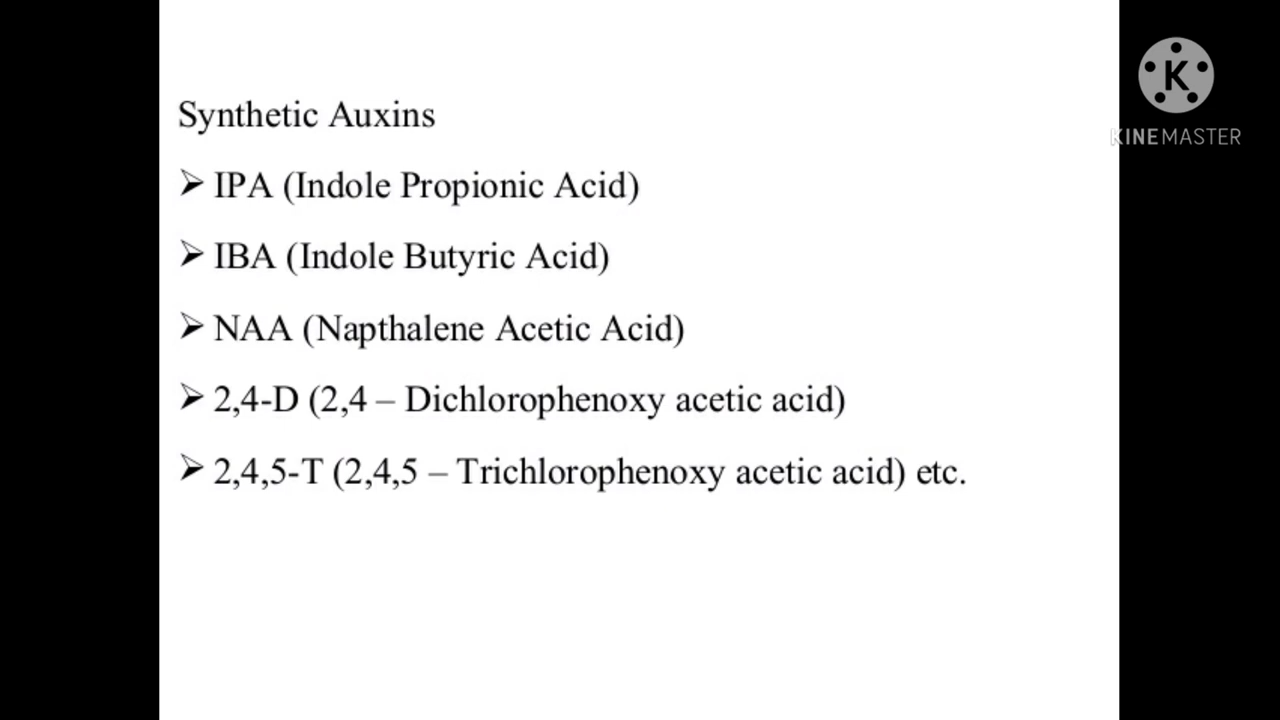 Synthetic Auxins
➢ IPA (Indole Propionic Acid)
➢ IBA (Indole Butyric Acid)
➢ NAA (Napthalene Acetic Acid)
➢ 2,4-D (2,4 – Dichlorophenoxy acetic acid)
➢ 2,4,5-T (2,4,5 – Trichlorophenoxy acetic acid) etc.
K
KINEMASTER